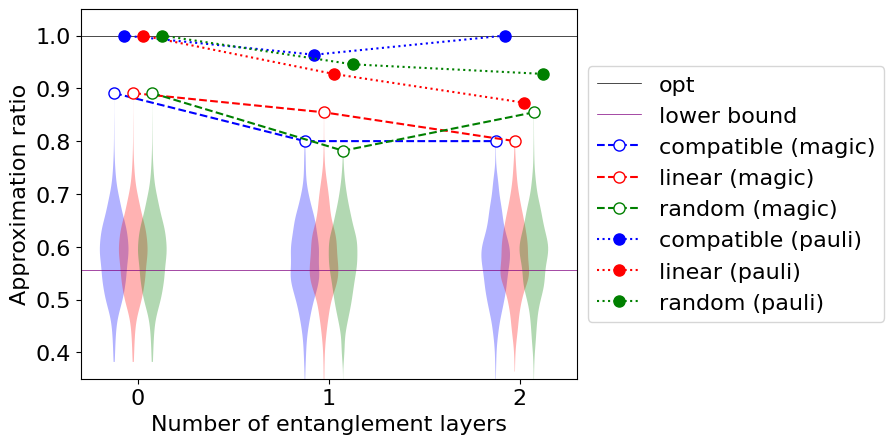 1.0
0.9
0.8
0.7
0.6
0.5
0.4
Approximation ratio
0 1 2
Number of entanglement layers
opt
lower bound
compatible (magic)
linear (magic)
random (magic)
compatible (pauli)
linear (pauli)
random (pauli)